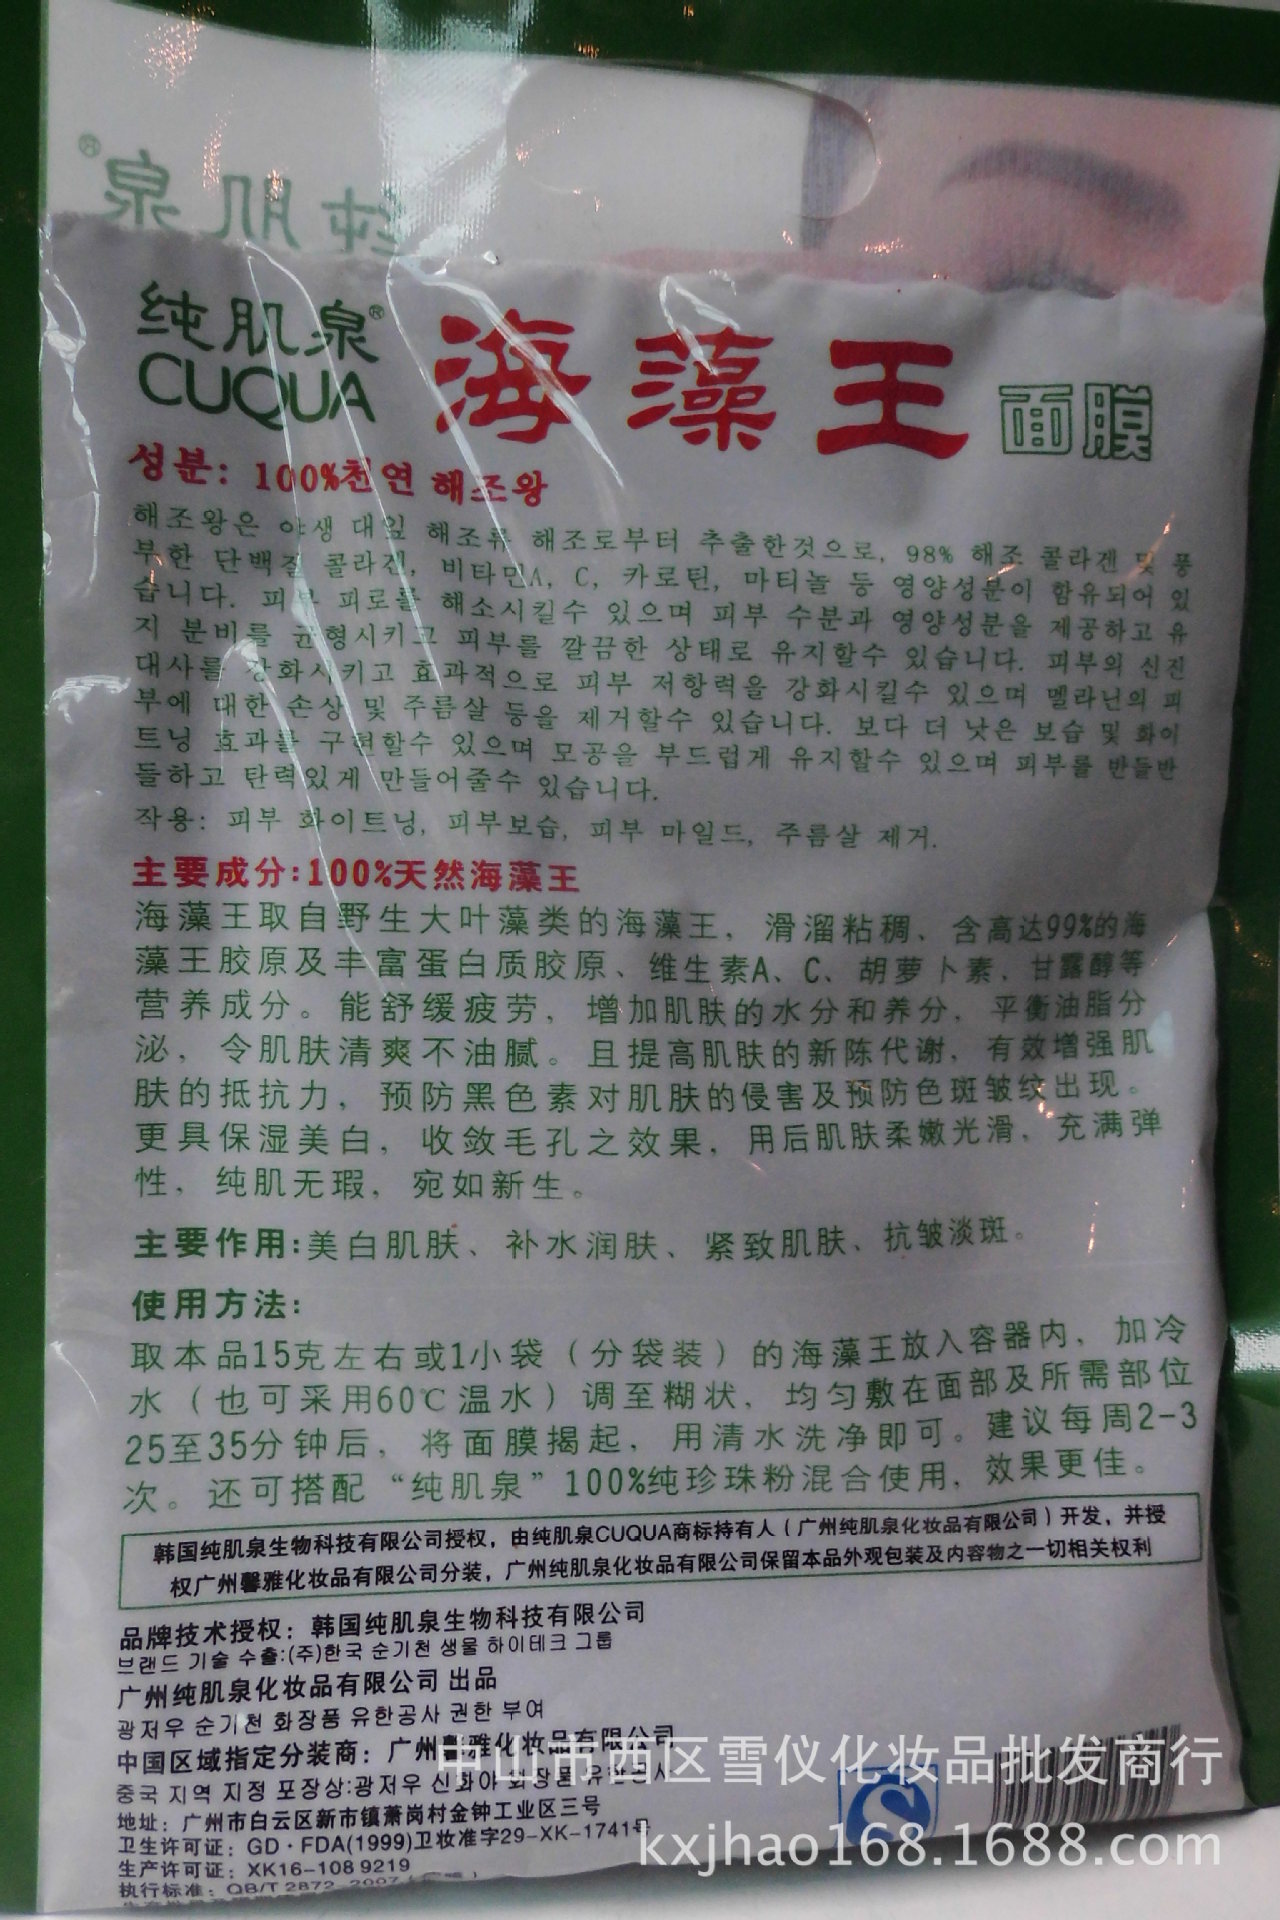 纯肌泉®
纯肌泉®
CUQUA
海藻王面膜
성분: 100%천연 해조왕
해조왕은 야생 대잎 해조류 해조로부터 추출한것으로, 98% 해조 콜라겐 및 풍
부한 단백질 콜라겐, 비타민A, C, 카로틴, 마티놀 등 영양성분이 함유되어 있
습니다. 피부 피로를 해소시킬수 있으며 피부 수분과 영양성분을 제공하고 유
지 분비를 균형시키고 피부를 깔끔한 상태로 유지할수 있습니다. 피부의 신진
대사를 강화시키고 효과적으로 피부 저항력을 강화시킬수 있으며 멜라닌의 피
부에 대한 손상 및 주름살 등을 제거할수 있습니다. 보다 더 낫은 보습 및 화이
트닝 효과를 구현할수 있으며 모공을 부드럽게 유지할수 있으며 피부를 반들반
들하고 탄력있게 만들어줄수 있습니다.
작용: 피부 화이트닝, 피부보습, 피부 마일드, 주름살 제거.
主要成分:100%天然海藻王
海藻王取自野生大叶藻类的海藻王，滑溜粘稠、含高达99%的海
藻王胶原及丰富蛋白质胶原、维生素A、C、胡萝卜素，甘露醇等
营养成分。能舒缓疲劳，增加肌肤的水分和养分，平衡油脂分
泌，令肌肤清爽不油腻。且提高肌肤的新陈代谢，有效增强肌
肤的抵抗力，预防黑色素对肌肤的侵害及预防色斑皱纹出现。
更具保湿美白，收敛毛孔之效果，用后肌肤柔嫩光滑，充满弹
性，纯肌无瑕，宛如新生。
主要作用:美白肌肤、补水润肤、紧致肌肤、抗皱淡斑。
使用方法:
取本品15克左右或1小袋（分袋装）的海藻王放入容器内，加冷
水（也可采用60℃温水）调至糊状，均匀敷在面部及所需部位
25至35分钟后，将面膜揭起，用清水洗净即可。建议每周2-3
次。还可搭配“纯肌泉”100%纯珍珠粉混合使用，效果更佳。
韩国纯肌泉生物科技有限公司授权，由纯肌泉CUQUA商标持有人（广州纯肌泉化妆品有限公司）开发，并授
权广州馨雅化妆品有限公司分装，广州纯肌泉化妆品有限公司保留本品外观包装及内容物之一切相关权利
品牌技术授权：韩国纯肌泉生物科技有限公司
브랜드 기술 수출:(주)한국 순기천 생물 하이테크 그룹
广州纯肌泉化妆品有限公司 出品
광저우 순기천 화장품 유한공사 권한 부여
中国区域指定分装商：广州馨雅化妆品有限公司
중국 지역 지정 포장상:광저우 신화야 화장품 유한공사
地址：广州市白云区新市镇萧岗村金钟工业区三号
卫生许可证：GD·FDA(1999)卫妆准字29-XK-1741号
生产许可证：XK16-108 9219
执行标准：QB/T 2872-2007
中山市西区雪仪化妆品批发商行
kxjhao168.1688.com